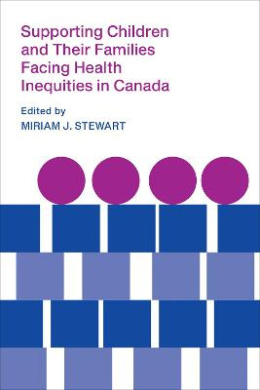 Supporting Children
and Their Families
Facing Health
Inequities in Canada
Edited by
MIRIAM J. STEWART